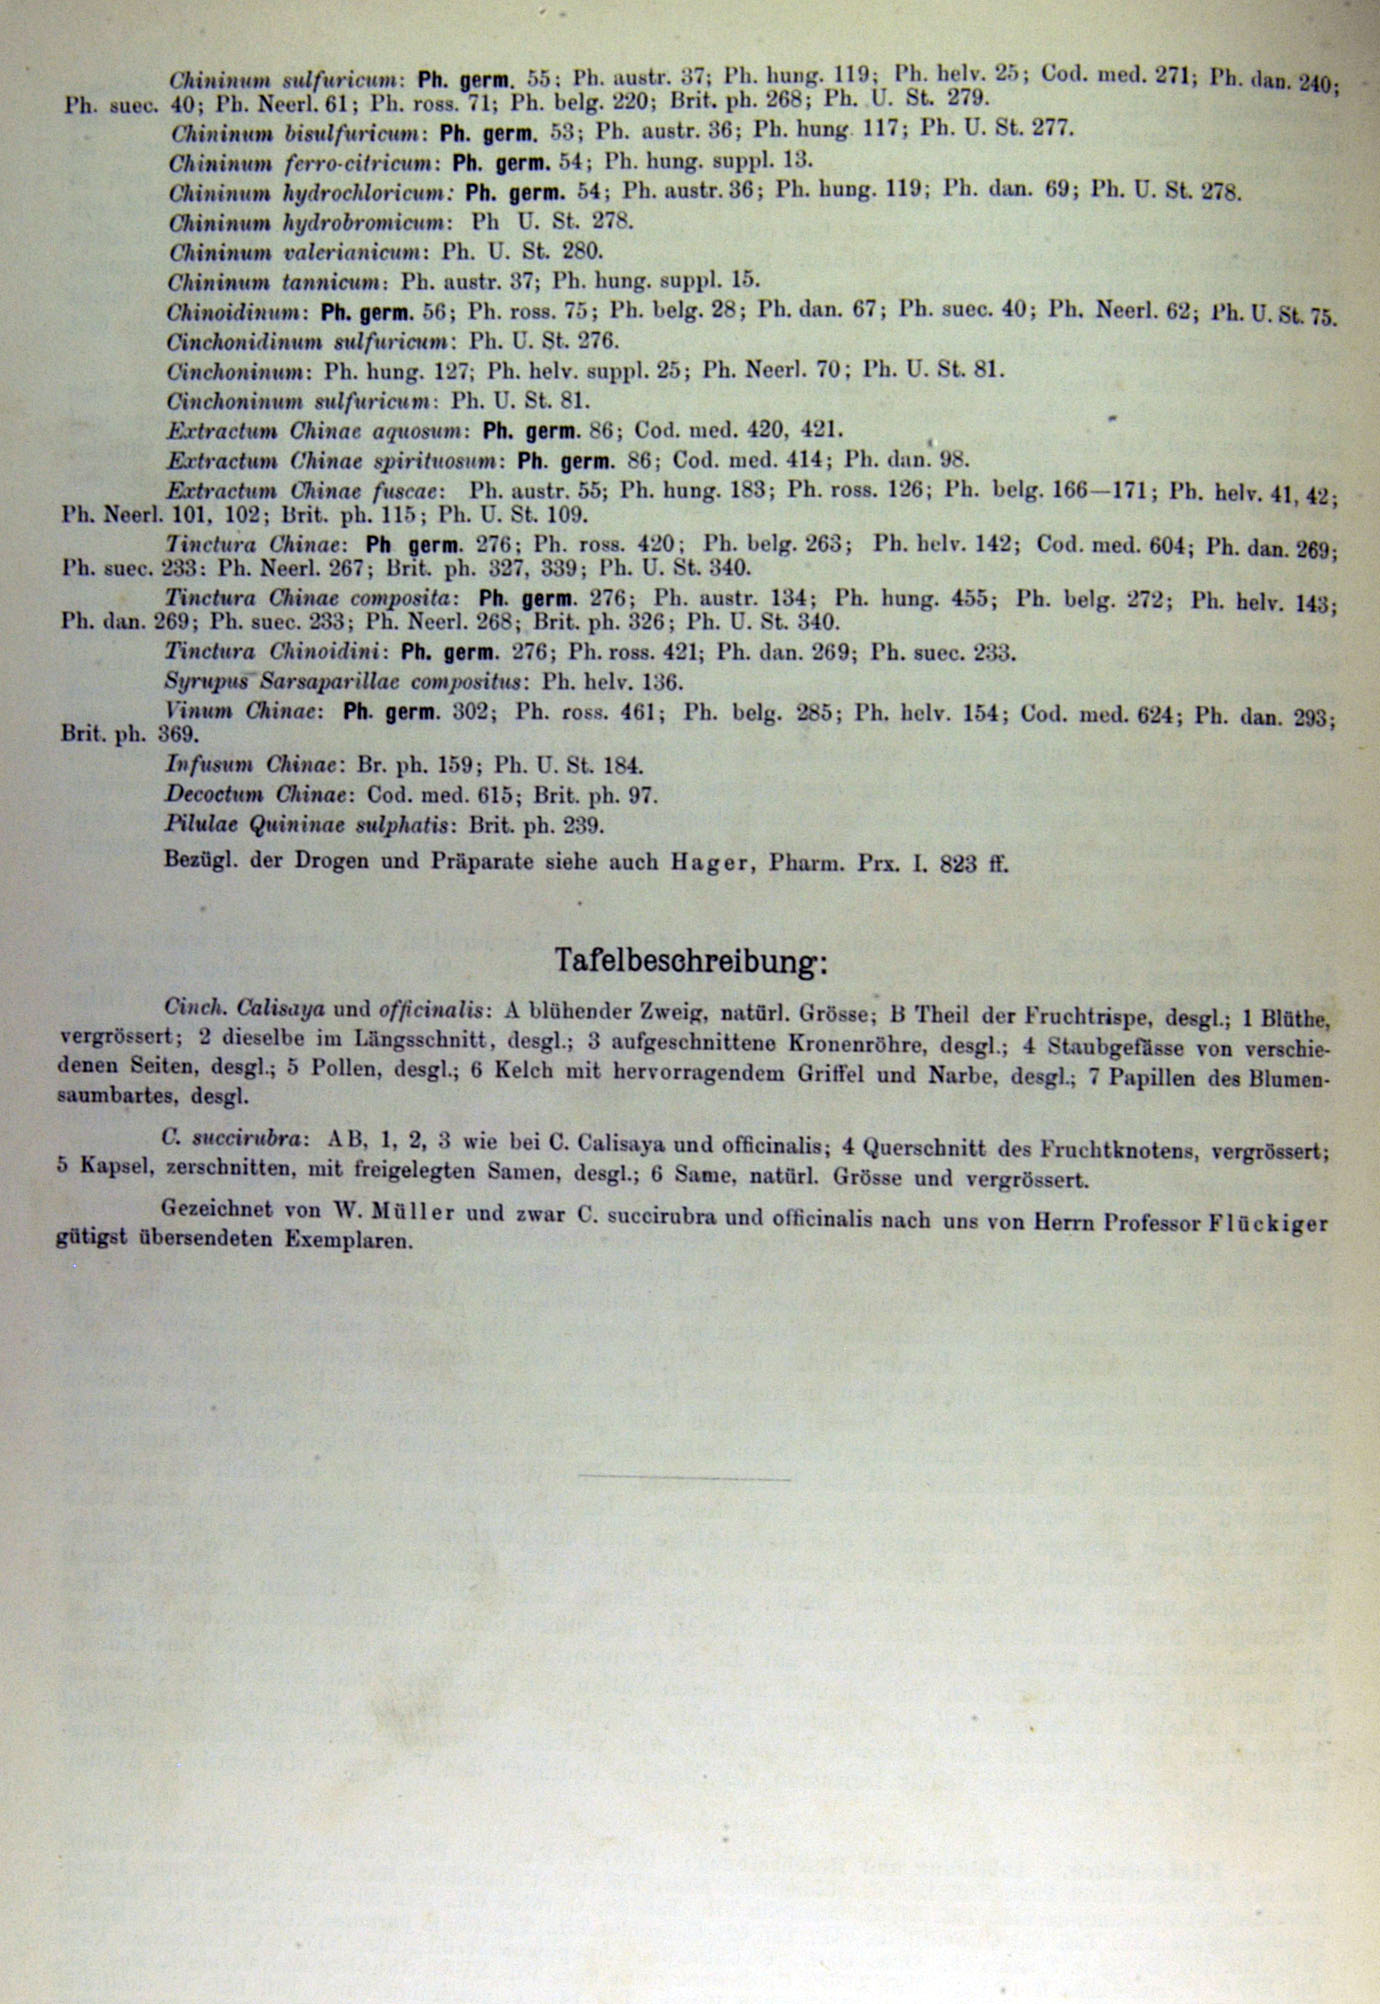 Chininum sulfuricum: Ph. germ. 55; Ph. austr. 37; Ph. hung. 119; Ph. helv. 25; Cod. med. 271; Ph. dan. 240;
Ph. suec. 40; Ph. Neerl. 61; Ph. ross. 71; Ph. belg. 220; Brit. ph. 268; Ph. U. St. 279.
Chininum bisulfuricum: Ph. germ. 53; Ph. austr. 36; Ph. hung. 117; Ph. U. St. 277.
Chininum ferro-citricum: Ph. germ. 54; Ph. hung. suppl. 13.
Chininum hydrochloricum: Ph. germ. 54; Ph. austr. 36; Ph. hung. 119; Ph. dan. 69; Ph. U. St. 278.
Chininum hydrobromicum: Ph U. St. 278.
Chininum valerianicum: Ph. U. St. 280.
Chininum tannicum: Ph. austr. 37; Ph. hung. suppl. 15.
Chinoidinum: Ph. germ. 56; Ph. ross. 75; Ph. belg. 28; Ph. dan. 67; Ph. suec. 40; Ph. Neerl. 62; Ph. U. St. 75.
Cinchonidinum sulfuricum: Ph. U. St. 276.
Cinchoninum: Ph. hung. 127; Ph. helv. suppl. 25; Ph. Neerl. 70; Ph. U. St. 81.
Cinchoninum sulfuricum: Ph. U. St. 81.
Extractum Chinae aquosum: Ph. germ. 86; Cod. med. 420, 421.
Extractum Chinae spirituosum: Ph. germ. 86; Cod. med. 414; Ph. dan. 98.
Extractum Chinae fuscae: Ph. austr. 55; Ph. hung. 183; Ph. ross. 126; Ph. belg. 166—171; Ph. helv. 41, 42;
Ph. Neerl. 101, 102; Brit. ph. 115; Ph. U. St. 109.
Tinctura Chinae: Ph germ. 276; Ph. ross. 420; Ph. belg. 263; Ph. helv. 142; Cod. med. 604; Ph. dan. 269;
Ph. suec. 233: Ph. Neerl. 267; Brit. ph. 327, 339; Ph. U. St. 340.
Tinctura Chinae composita: Ph. germ. 276; Ph. austr. 134; Ph. hung. 455; Ph. belg. 272; Ph. helv. 143;
Ph. dan. 269; Ph. suec. 233; Ph. Neerl. 268; Brit. ph. 326; Ph. U. St. 340.
Tinctura Chinoidini: Ph. germ. 276; Ph. ross. 421; Ph. dan. 269; Ph. suec. 233.
Syrupus Sarsaparillae compositus: Ph. helv. 136.
Vinum Chinae: Ph. germ. 302; Ph. ross. 461; Ph. belg. 285; Ph. helv. 154; Cod. med. 624; Ph. dan. 293;
Brit. ph. 369.
Infusum Chinae: Br. ph. 159; Ph. U. St. 184.
Decoctum Chinae: Cod. med. 615; Brit. ph. 97.
Pilulae Quininae sulphatis: Brit. ph. 239.
Bezügl. der Drogen und Präparate siehe auch Hager, Pharm. Prx. I. 823 ff.
Tafelbeschreibung:
Cinch. Calisaya und officinalis: A blühender Zweig, natürl. Grösse; B Theil der Fruchtrispe, desgl.; 1 Blüthe,
vergrössert; 2 dieselbe im Längsschnitt, desgl.; 3 aufgeschnittene Kronenröhre, desgl.; 4 Staubgefässe von verschie-
denen Seiten, desgl.; 5 Pollen, desgl.; 6 Kelch mit hervorragendem Griffel und Narbe, desgl.; 7 Papillen des Blumen-
saumbartes, desgl.
C. succirubra: AB, 1, 2, 3 wie bei C. Calisaya und officinalis; 4 Querschnitt des Fruchtknotens, vergrössert;
5 Kapsel, zerschnitten, mit freigelegten Samen, desgl.; 6 Same, natürl. Grösse und vergrössert.
Gezeichnet von W. Müller und zwar C. succirubra und officinalis nach uns von Herrn Professor Flückiger
gütigst übersendeten Exemplaren.